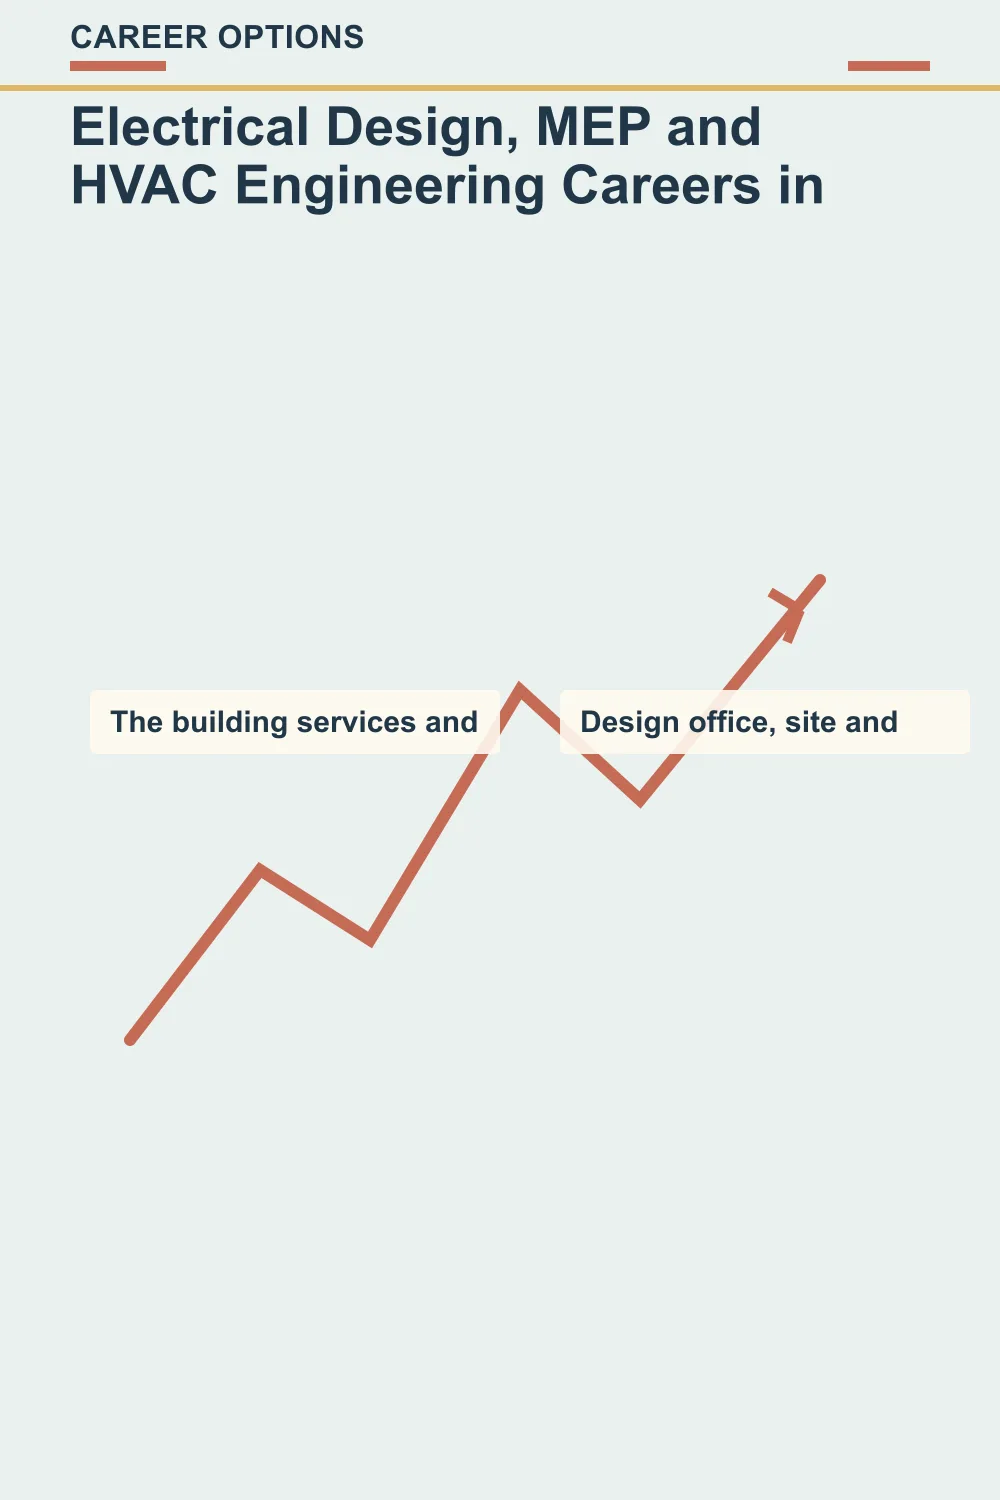 CAREER OPTIONS
Electrical Design, MEP and
HVAC Engineering Careers in
The building services and
Design office, site and